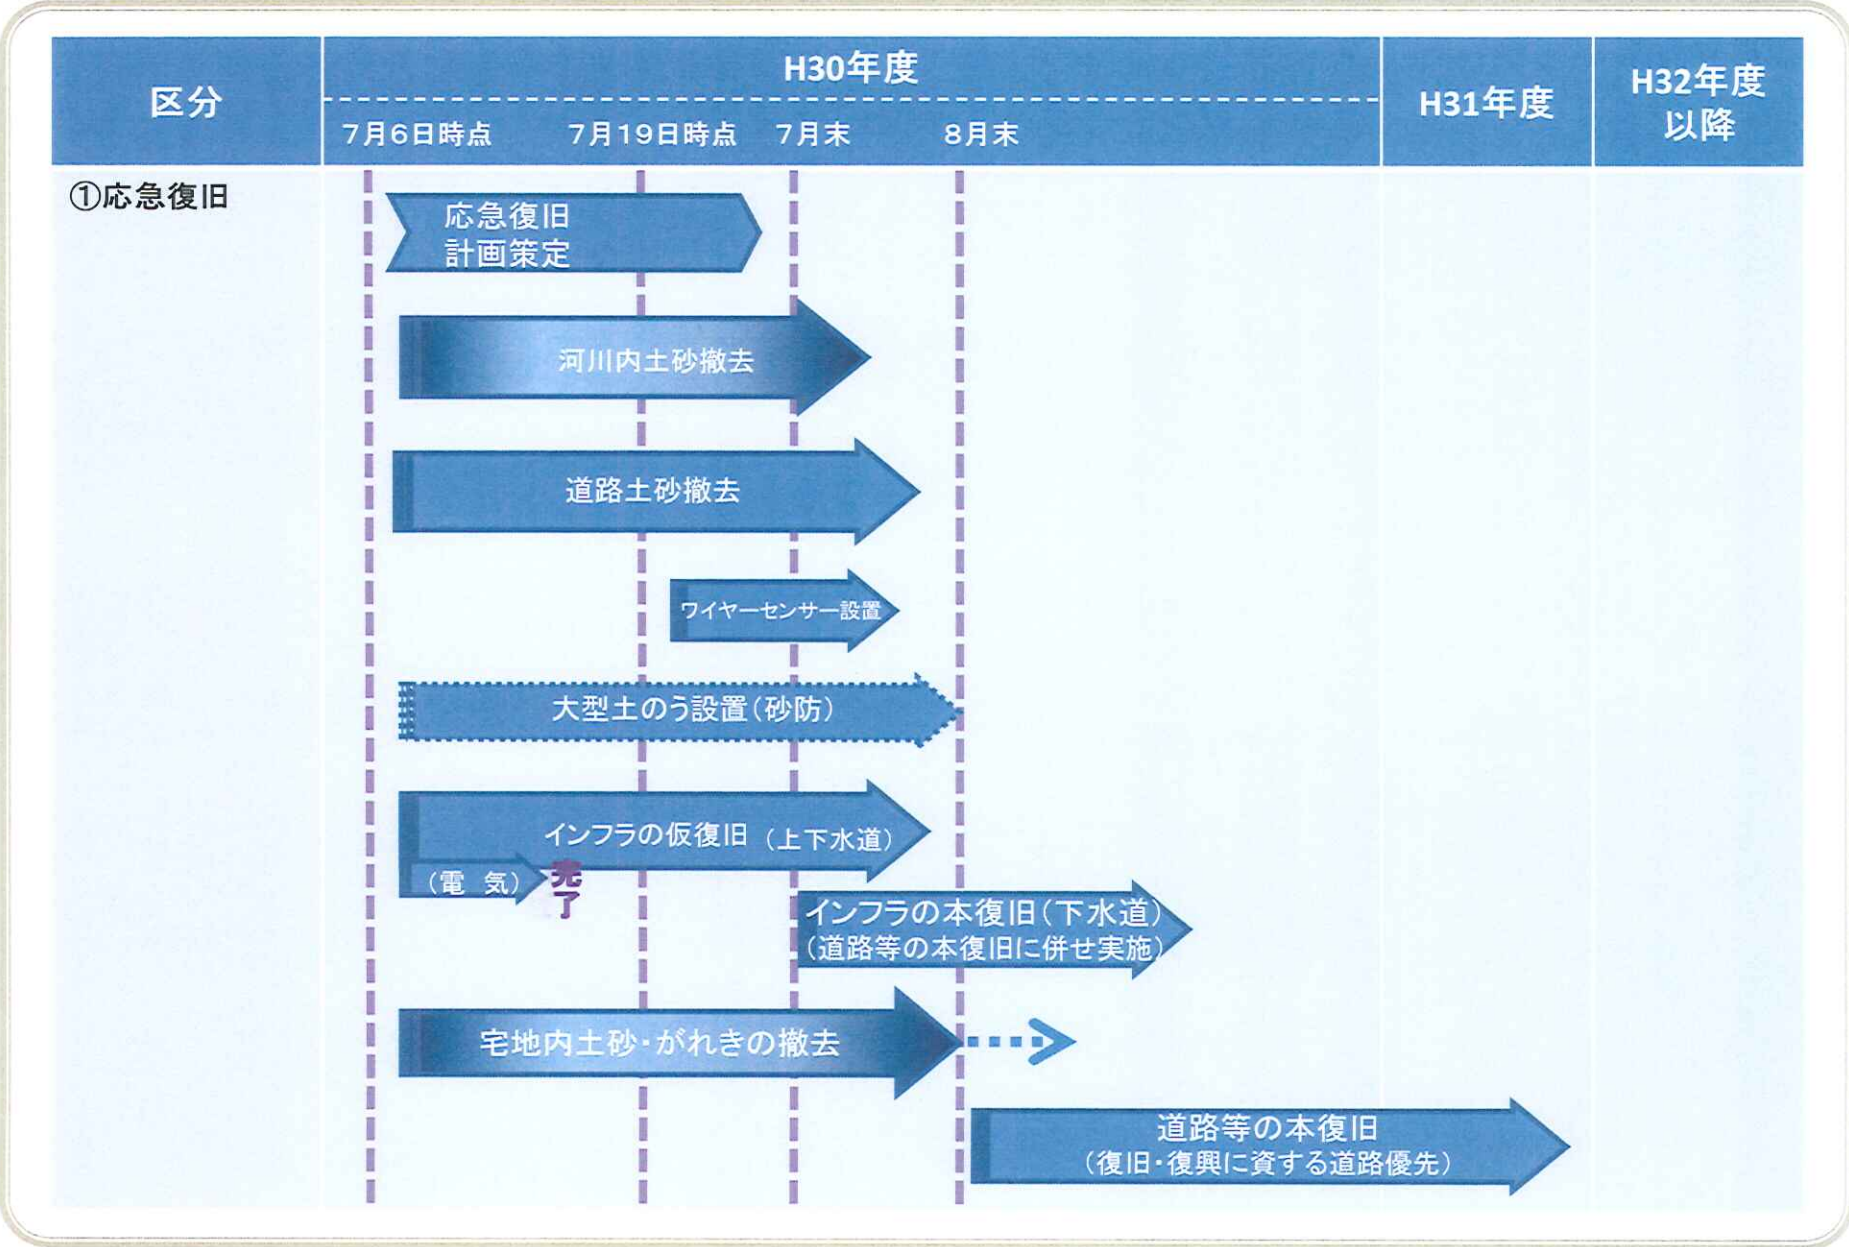 区分
H30年度
H31年度
H32年度
以降
7月6日時点
7月19日時点
7月末
8月末
①応急復旧
応急復旧
計画策定
河川内土砂撤去
道路土砂撤去
ワイヤーセンサー設置
大型土のう設置(砂防)
インフラの仮復旧 (上下水道)
(電 気)
完
了
インフラの本復旧(下水道)
(道路等の本復旧に併せ実施)
宅地内土砂・がれきの撤去
道路等の本復旧
(復旧・復興に資する道路優先)